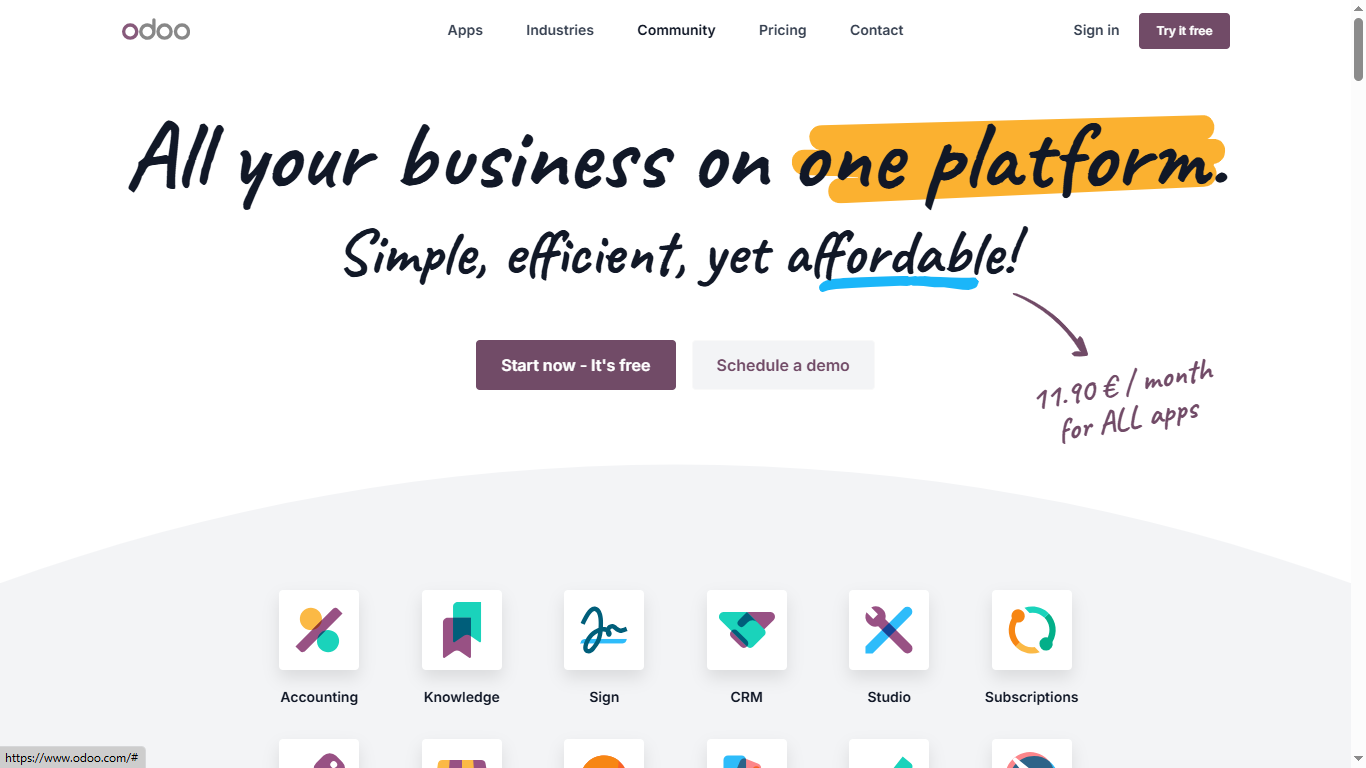 odoo
Apps Industries Community Pricing Contact Sign in Try it free
All your business on one platform.
Simple, efficient, yet affordable!
Start now - It's free Schedule a demo
11.90 € / month
for ALL apps
Accounting Knowledge Sign CRM Studio Subscriptions
https://www.odoo.com/#